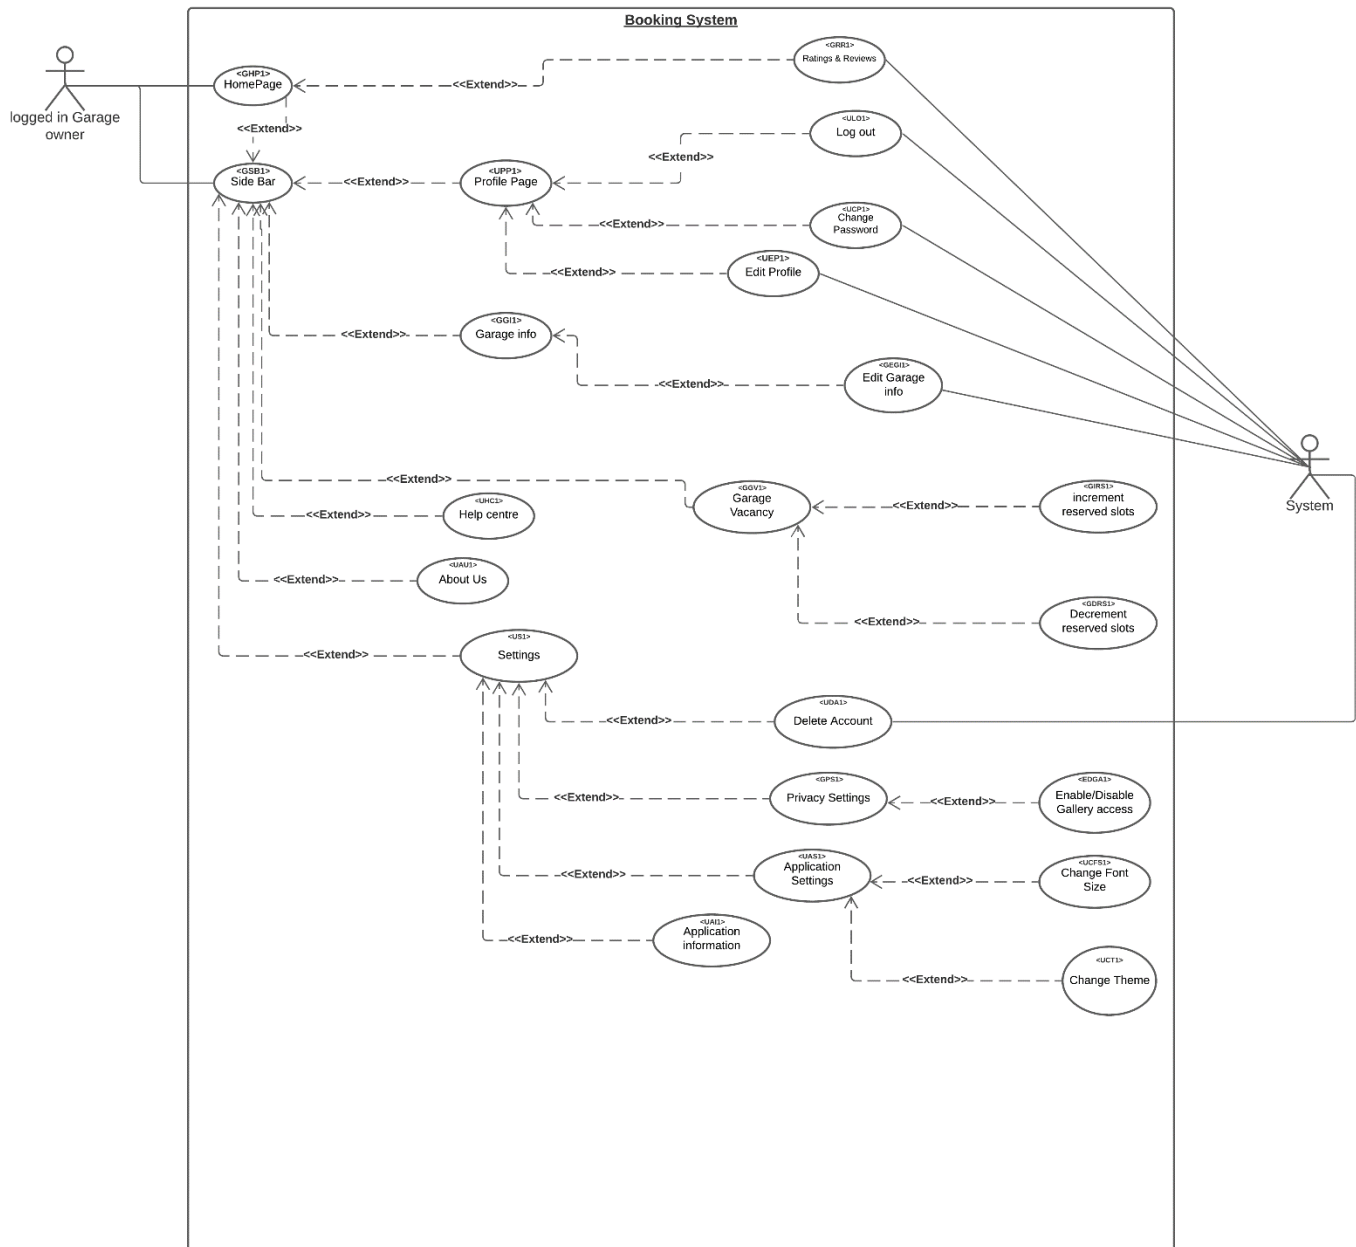 Booking System
<GRR1>
Ratings & Reviews
<GHP1>
HomePage
<<Extend>>
logged in Garage
owner
<<Extend>>
<ULO1>
Log out
<<Extend>>
<GSB1>
Side Bar
<<Extend>>
<UPP1>
Profile Page
<UCP1>
Change
Password
<<Extend>>
<UEP1>
Edit Profile
<<Extend>>
<GGI1>
Garage info
<<Extend>>
<GEGI1>
Edit Garage
info
<<Extend>>
System
<<Extend>>
<GGV1>
Garage
Vacancy
<<Extend>>
<GIRS1>
increment
reserved slots
<UHC1>
Help centre
<<Extend>>
<UAU1>
About Us
<<Extend>>
<GDRS1>
Decrement
reserved slots
<<Extend>>
<US1>
Settings
<<Extend>>
<UDA1>
Delete Account
<<Extend>>
<GPS1>
Privacy Settings
<<Extend>>
<EDGA1>
Enable/Disable
Gallery access
<<Extend>>
<UAS1>
Application
Settings
<<Extend>>
<UCFS1>
Change Font
Size
<<Extend>>
<UAI1>
Application
information
<<Extend>>
<UCT1>
Change Theme
<<Extend>>